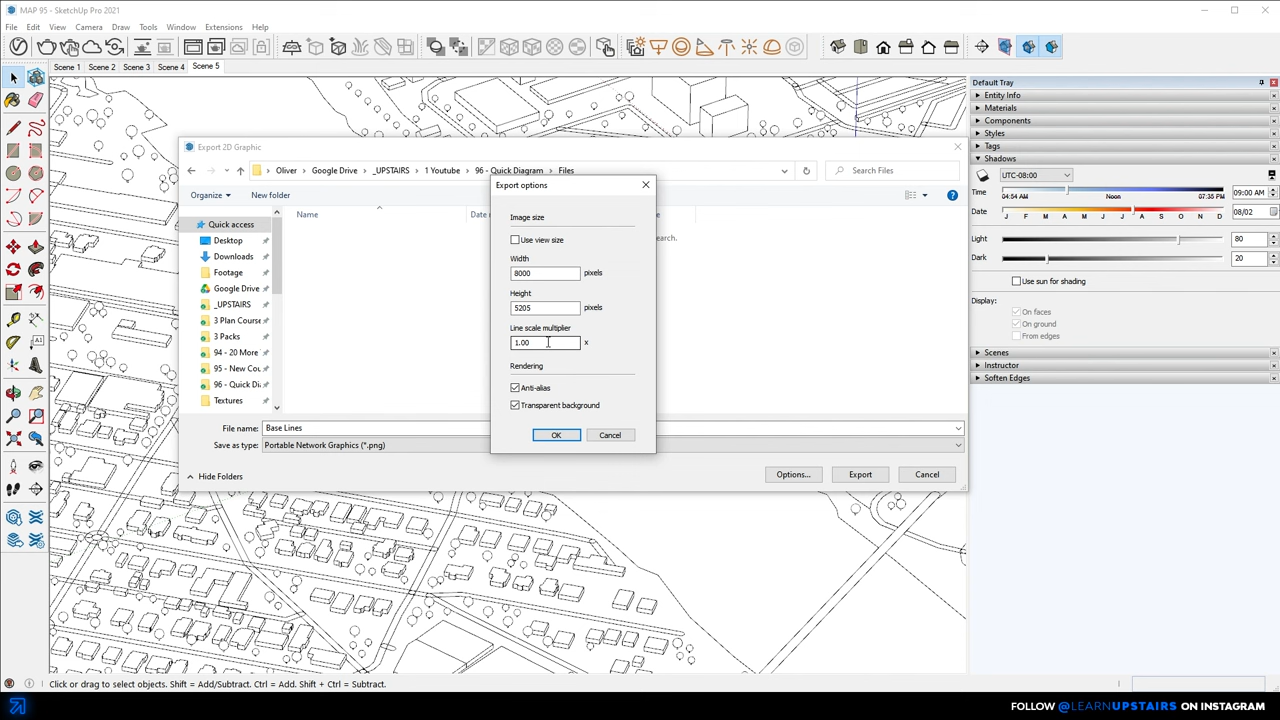 MAP 95 - SketchUp Pro 2021
File Edit View Camera Draw Tools Window Extensions Help
Scene 1 Scene 2 Scene 3 Scene 4 Scene 5
Default Tray
Entity Info
Materials
Components
Styles
Tags
Shadows
UTC-08:00
Time 04:54 AM Noon 07:35 PM 09:00 AM
Date J F M A M J J A S O N D 08/02
Light 80
Dark 20
Use sun for shading
Display:
On faces
On ground
From edges
Scenes
Instructor
Soften Edges
Export 2D Graphic
Oliver > Google Drive > _UPSTAIRS > 1 Youtube > 96 - Quick Diagram > Files
Search Files
Organize New folder
Name
Quick access
Desktop
Downloads
Footage
Google Drive
_UPSTAIRS
3 Plan Course
3 Packs
94 - 20 More
95 - New Cou
96 - Quick Di
Textures
File name: Base Lines
Save as type: Portable Network Graphics (*.png)
Hide Folders
Options... Export Cancel
Export options
Image size
Use view size
Width
8000 pixels
Height
5205 pixels
Line scale multiplier
1.00 x
Rendering
Anti-alias
Transparent background
OK Cancel
Click or drag to select objects. Shift = Add/Subtract. Ctrl = Add. Shift + Ctrl = Subtract.
FOLLOW @LEARNUPSTAIRS ON INSTAGRAM